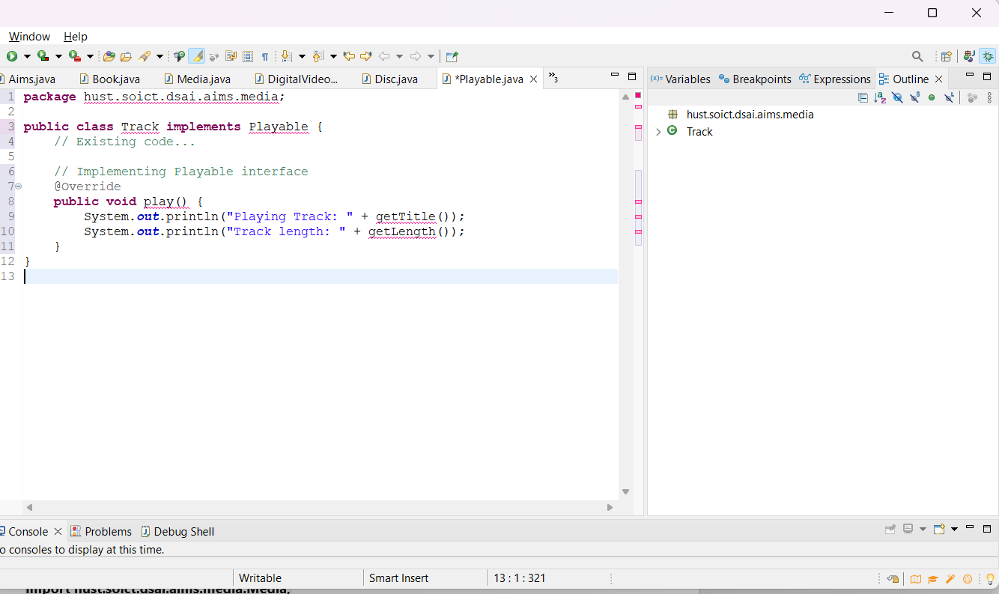 Window Help
Aims.java Book.java Media.java DigitalVideo... Disc.java *Playable.java »3 (x)= Variables Breakpoints Expressions Outline
1 package hust.soict.dsai.aims.media;
2
3 public class Track implements Playable {
4 // Existing code...
5
6 // Implementing Playable interface
7 @Override
8 public void play() {
9 System.out.println("Playing Track: " + getTitle());
10 System.out.println("Track length: " + getLength());
11 }
12 }
13
hust.soict.dsai.aims.media
Track
Console Problems Debug Shell
o consoles to display at this time.
Writable Smart Insert 13 : 1 : 321
import hust.soict.dsai.aims.media.Media;